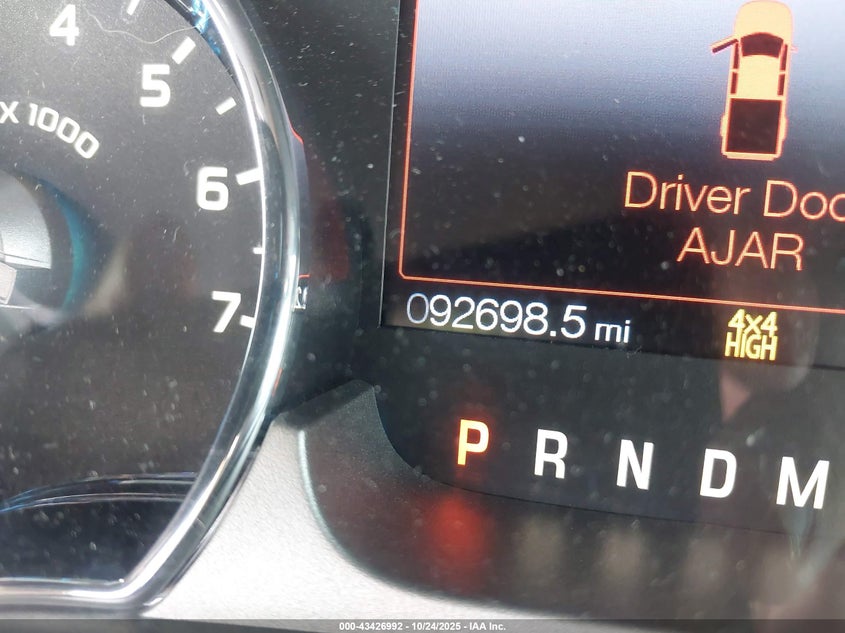 4
5
x 1000
6
7
Driver Doo
AJAR
092698.5 mi
4x4
HIGH
P R N D M
000-43426992 - 10/24/2025 - IAA Inc.